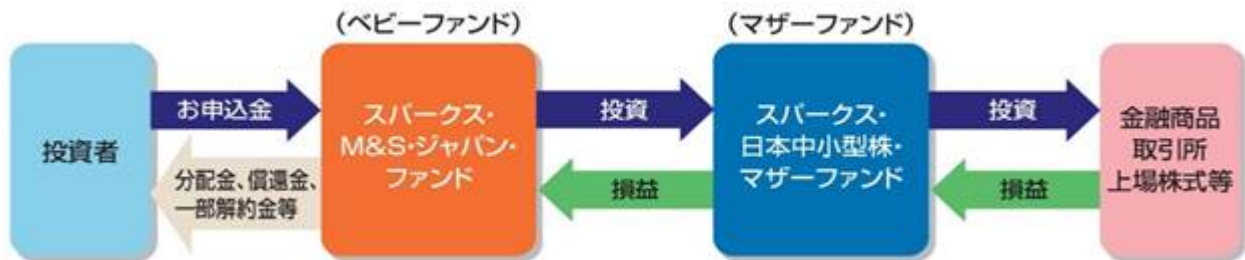 (ベビーファンド)
(マザーファンド)
投資者
お申込金
分配金、償還金、
一部解約金等
スパークス・
M&S・ジャパン・
ファンド
投資
損益
スパークス・
日本中小型株・
マザーファンド
投資
損益
金融商品
取引所
上場株式等